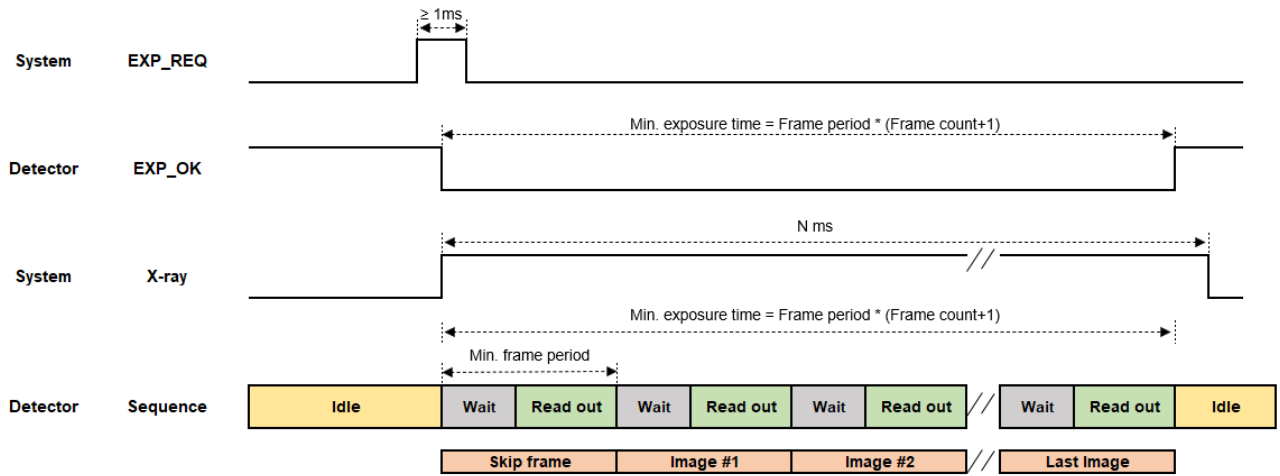 ≥ 1ms
System EXP_REQ
Min. exposure time = Frame period * (Frame count+1)
Detector EXP_OK
N ms
System X-ray
Min. exposure time = Frame period * (Frame count+1)
Min. frame period
Detector Sequence Idle Wait Read out Wait Read out Wait Read out Wait Read out Idle
Skip frame Image #1 Image #2 Last Image